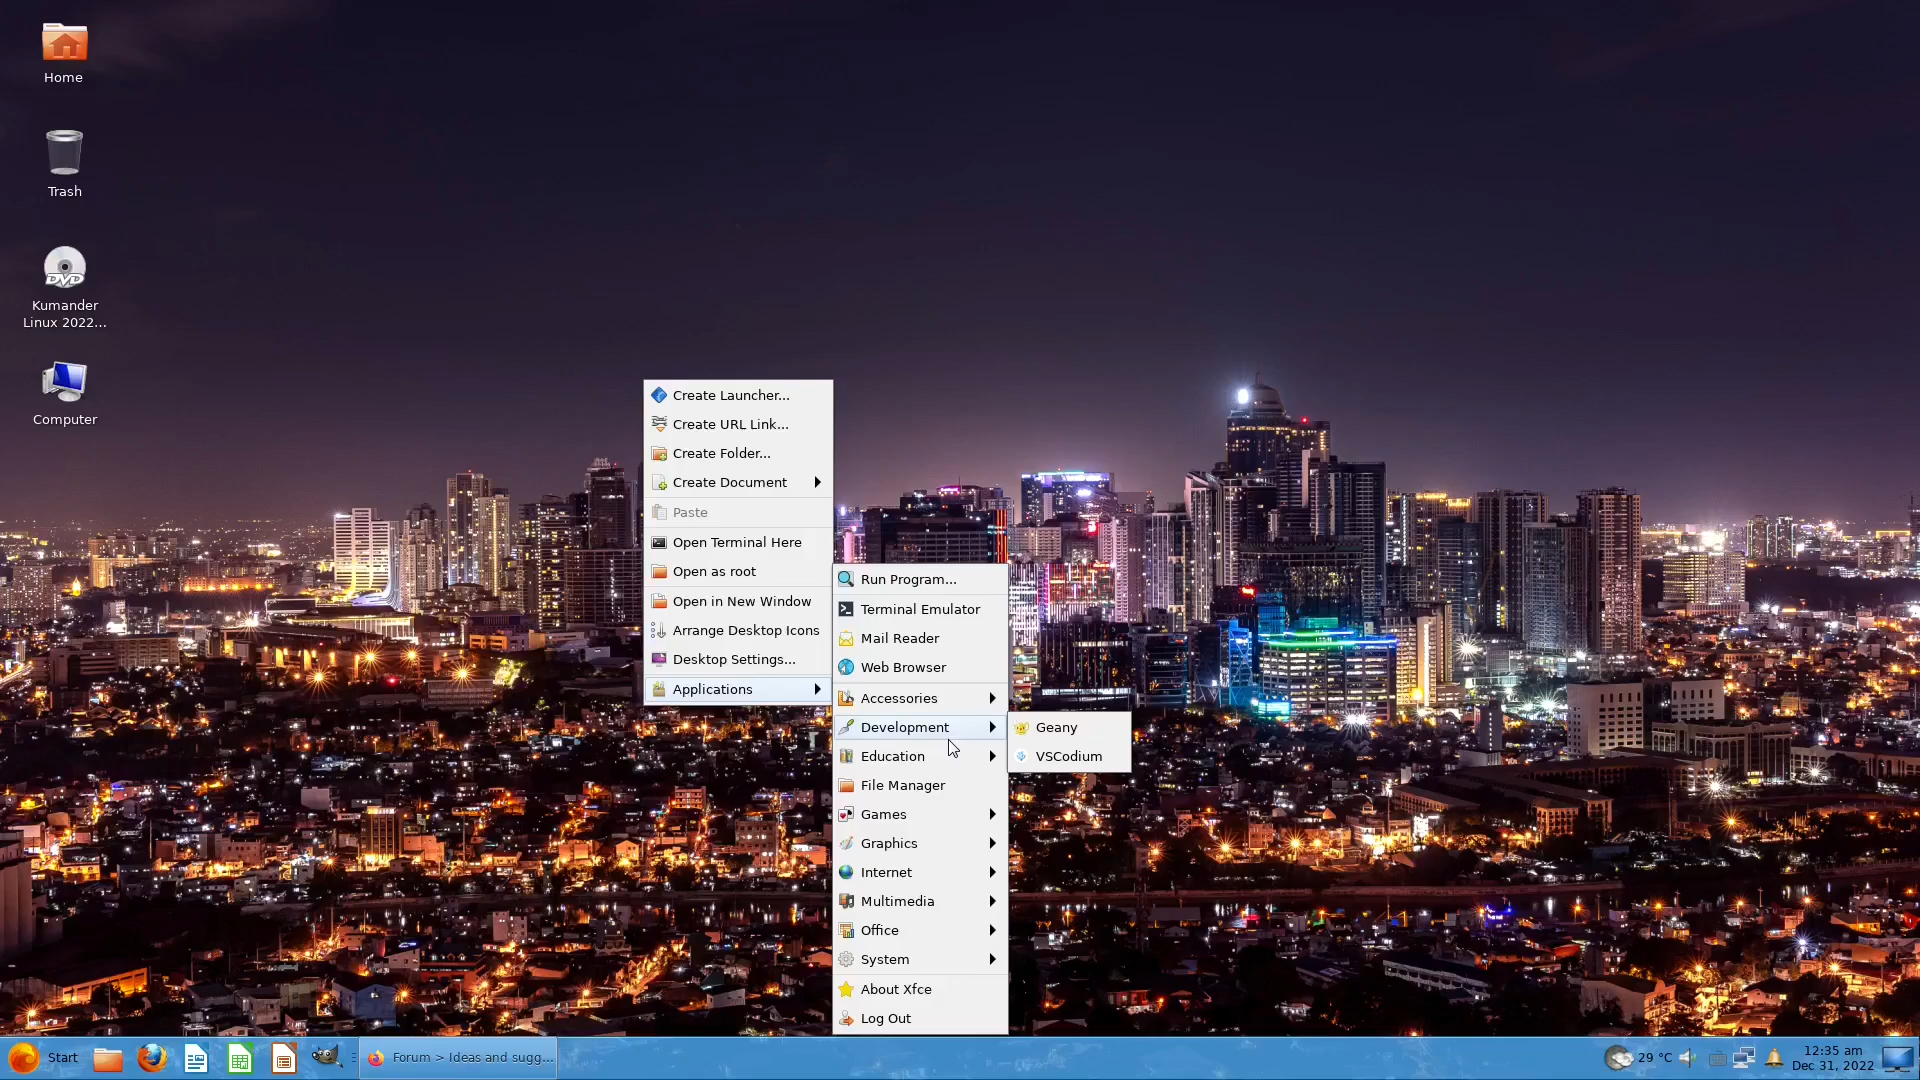 Home
Trash
DVD
Kumander
Linux 2022...
Computer
Create Launcher...
Create URL Link...
Create Folder...
Create Document
Paste
Open Terminal Here
Open as root
Open in New Window
Arrange Desktop Icons
Desktop Settings...
Applications
Run Program...
Terminal Emulator
Mail Reader
Web Browser
Accessories
Development
Education
File Manager
Games
Graphics
Internet
Multimedia
Office
System
About Xfce
Log Out
Geany
VSCodium
Start
Forum > Ideas and sugg...
29 °C
12:35 am
Dec 31, 2022